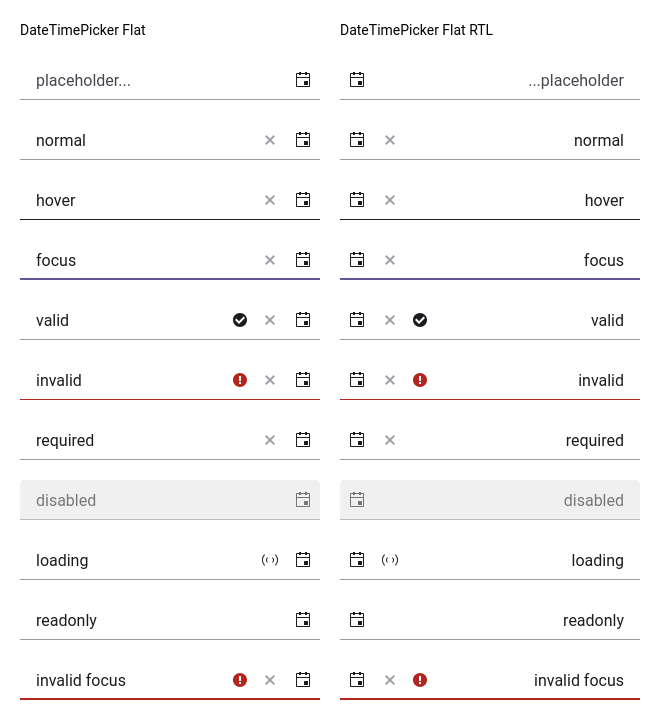 DateTimePicker Flat
placeholder...
normal
hover
focus
valid
invalid
required
disabled
loading
readonly
invalid focus
DateTimePicker Flat RTL
...placeholder
normal
hover
focus
valid
invalid
required
disabled
loading
readonly
invalid focus